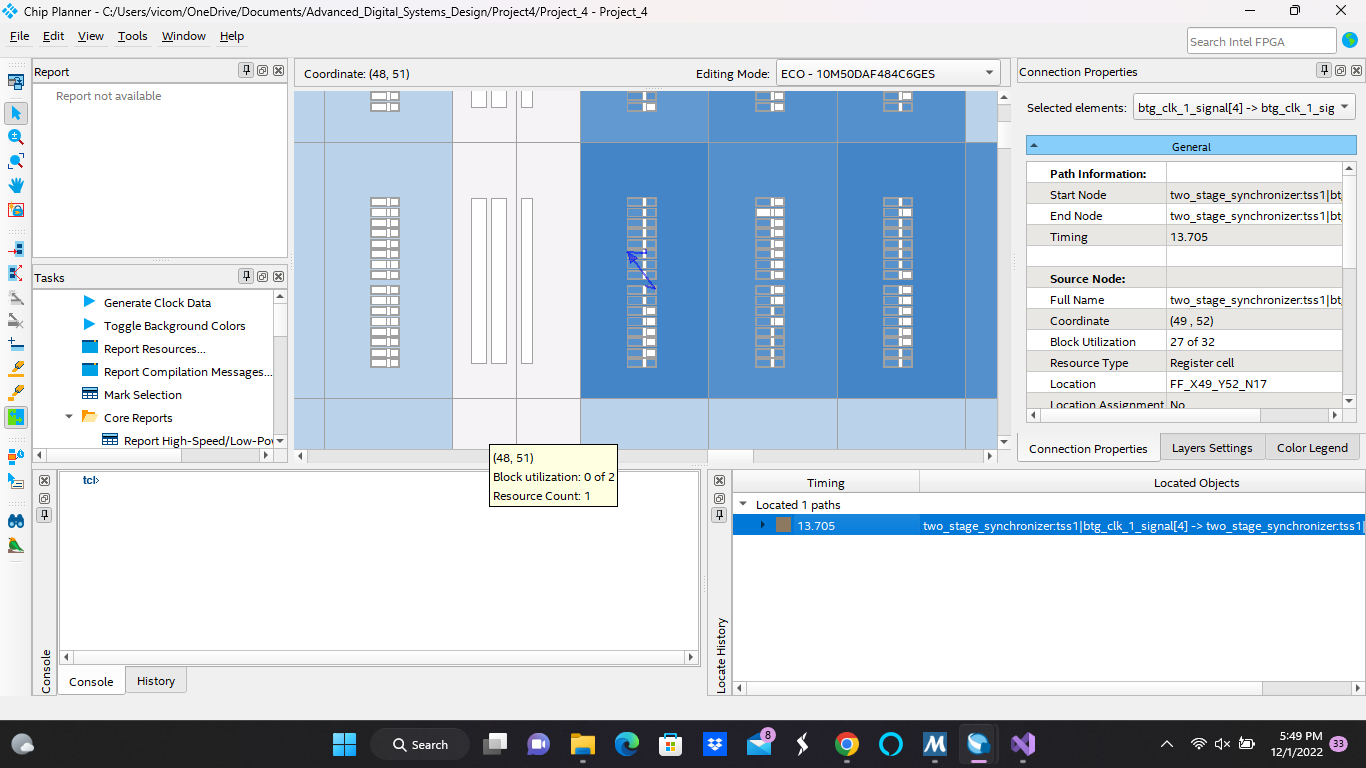 Chip Planner - C:/Users/vicom/OneDrive/Documents/Advanced_Digital_Systems_Design/Project4/Project_4 - Project_4
File Edit View Tools Window Help
Search Intel FPGA
Report
Report not available
Coordinate: (48, 51)
Editing Mode: ECO - 10M50DAF484C6GES
Connection Properties
Selected elements: btg_clk_1_signal[4] -> btg_clk_1_sig
General
Path Information:
Start Node two_stage_synchronizer:tss1|bt
End Node two_stage_synchronizer:tss1|bt
Timing 13.705
Source Node:
Full Name two_stage_synchronizer:tss1|bt
Coordinate (49 , 52)
Block Utilization 27 of 32
Resource Type Register cell
Location FF_X49_Y52_N17
Location Assignment No
Connection Properties Layers Settings Color Legend
Tasks
Generate Clock Data
Toggle Background Colors
Report Resources...
Report Compilation Messages...
Mark Selection
Core Reports
Report High-Speed/Low-Po
(48, 51)
Block utilization: 0 of 2
Resource Count: 1
tcl>
Console
Console History
Locate History
Timing Located Objects
Located 1 paths
13.705 two_stage_synchronizer:tss1|btg_clk_1_signal[4] -> two_stage_synchronizer:tss1|
Search
8
M
5:49 PM
12/1/2022
33